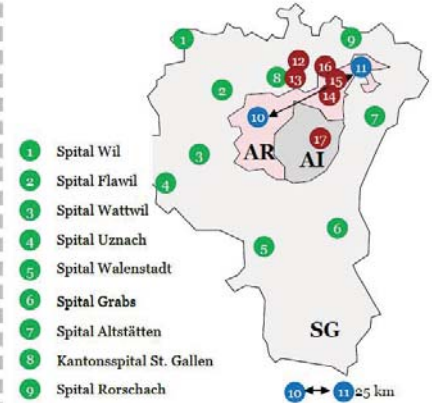 1 9
12 16 11
8 13 15
2 14
10 7
17
AR AI
3
4
6
5
SG
1 Spital Wil
2 Spital Flawil
3 Spital Wattwil
4 Spital Uznach
5 Spital Walenstadt
6 Spital Grabs
7 Spital Altstätten
8 Kantonsspital St. Gallen
9 Spital Rorschach
10 11 25 km